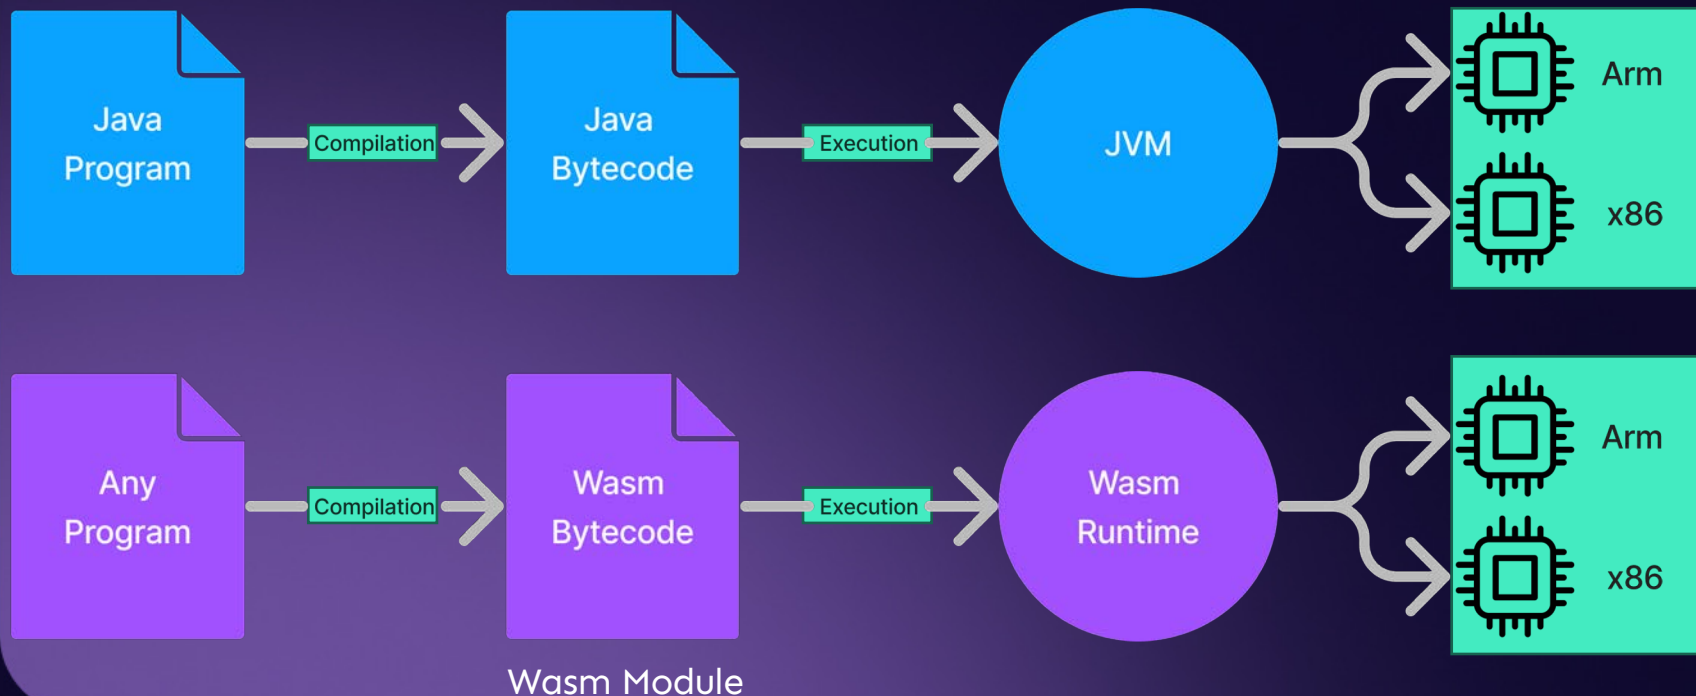 Java
Program
Compilation
Java
Bytecode
Execution
JVM
Arm
x86
Any
Program
Compilation
Wasm
Bytecode
Execution
Wasm
Runtime
Arm
x86
Wasm Module